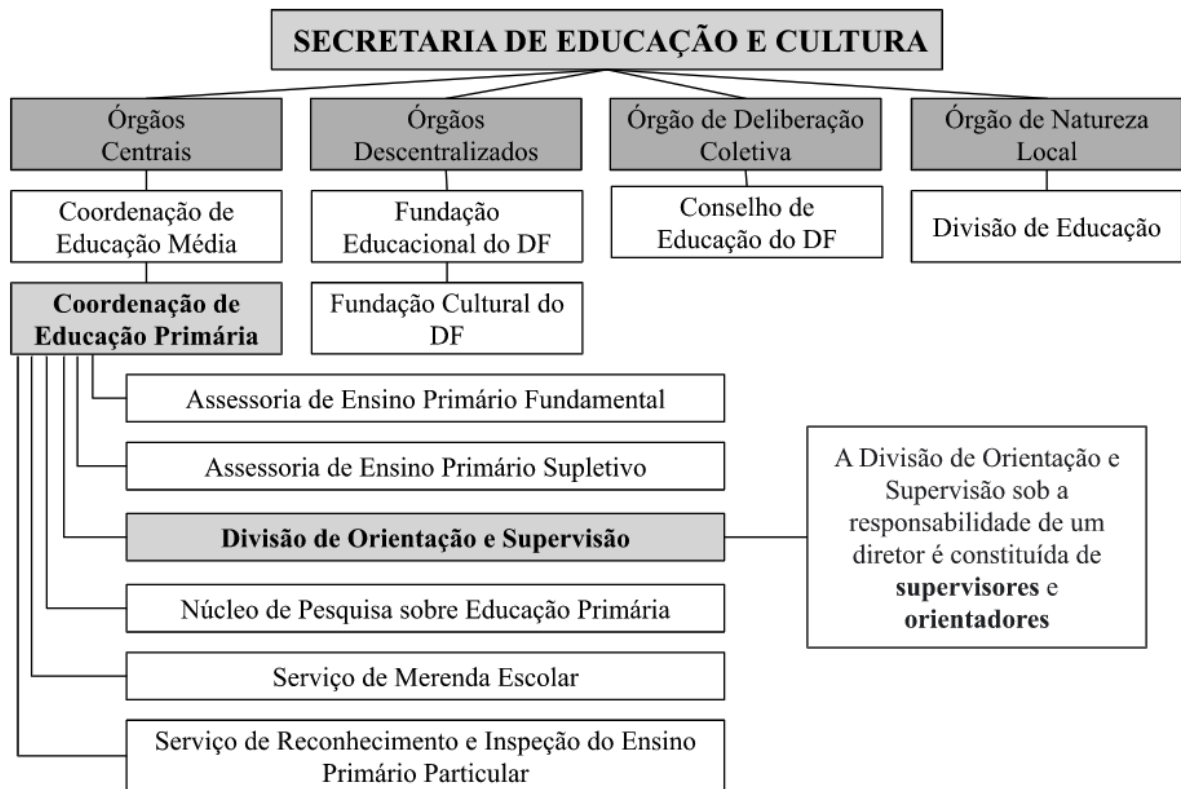 SECRETARIA DE EDUCAÇÃO E CULTURA
Órgãos
Centrais
Órgãos
Descentralizados
Órgão de Deliberação
Coletiva
Órgão de Natureza
Local
Coordenação de
Educação Média
Fundação
Educacional do DF
Conselho de
Educação do DF
Divisão de Educação
Coordenação de
Educação Primária
Fundação Cultural do
DF
Assessoria de Ensino Primário Fundamental
Assessoria de Ensino Primário Supletivo
Divisão de Orientação e Supervisão
Núcleo de Pesquisa sobre Educação Primária
Serviço de Merenda Escolar
Serviço de Reconhecimento e Inspeção do Ensino
Primário Particular
A Divisão de Orientação e
Supervisão sob a
responsabilidade de um
diretor é constituída de
supervisores e
orientadores